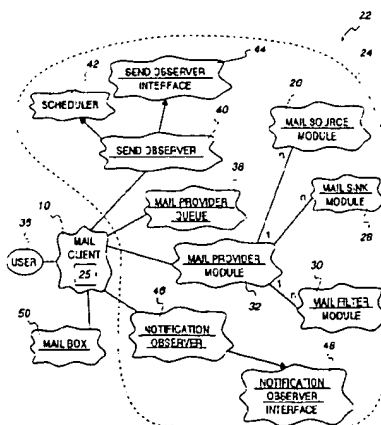 22
44
42
24
SEND OBSERVER
INTERFACE
SCHEDULER
20
40
MAIL SOURCE
MODULE
SEND OBSERVER
38
MAIL SINK
MODULE
10
MAIL PROVIDER
QUEUE
n
n
35
28
MAIL
CLIENT
1
1
USER
30
25
MAIL PROVIDER
MODULE
1
n
MAIL FILTER
MODULE
50
46
32
NOTIFICATION
OBSERVER
MAIL BOX
48
NOTIFICATION
OBSERVER
INTERFACE